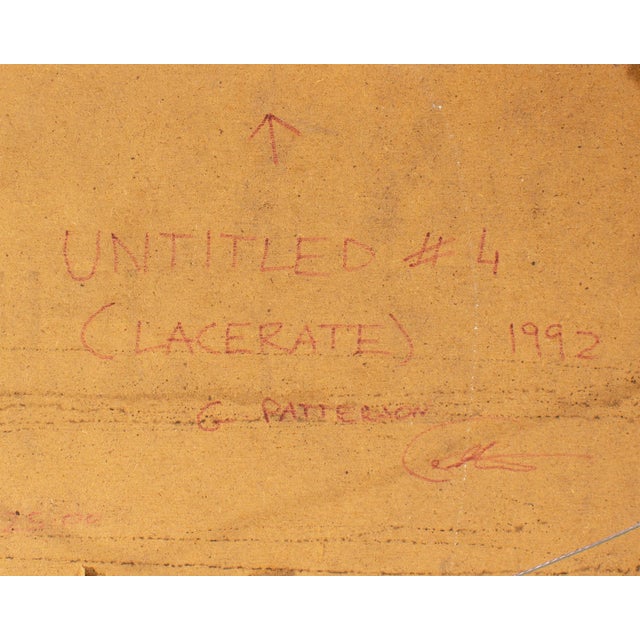 UNTITLED #4
(LACERATE) 1992
G PATTERSON